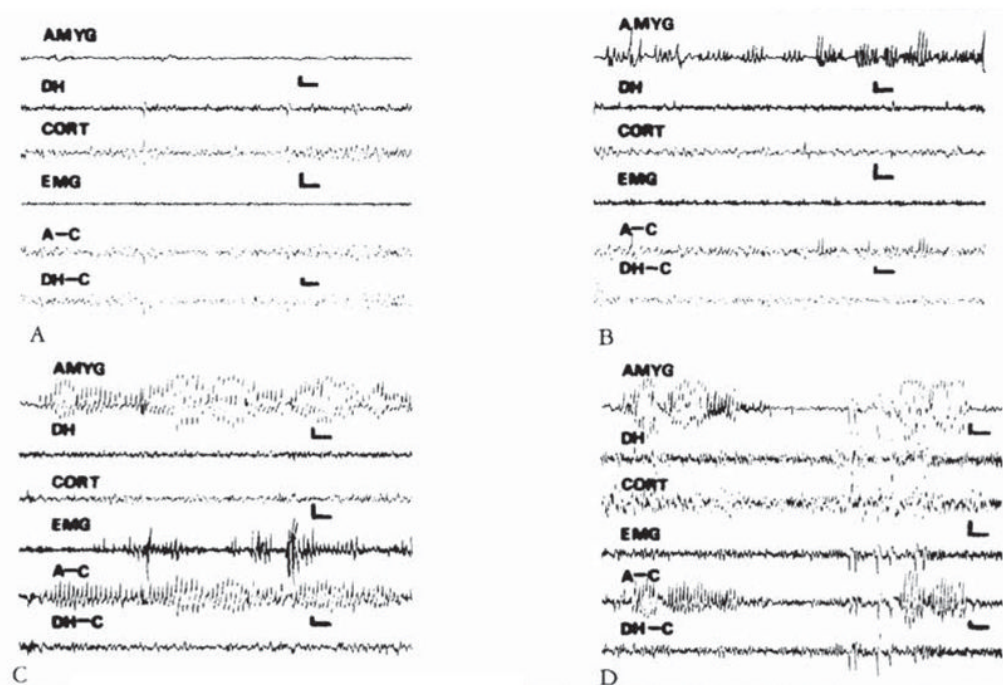 AMYG
DH
CORT
EMG
A-C
DH-C
A
AMYG
DH
CORT
EMG
A-C
DH-C
B
AMYG
DH
CORT
EMG
A-C
DH-C
C
AMYG
DH
CORT
EMG
A-C
DH-C
D